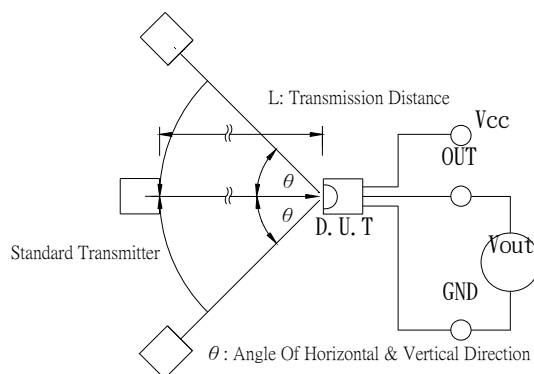 L: Transmission Distance
Vcc
OUT
θ
θ
D.U.T
Standard Transmitter
Vout
GND
θ : Angle Of Horizontal & Vertical Direction